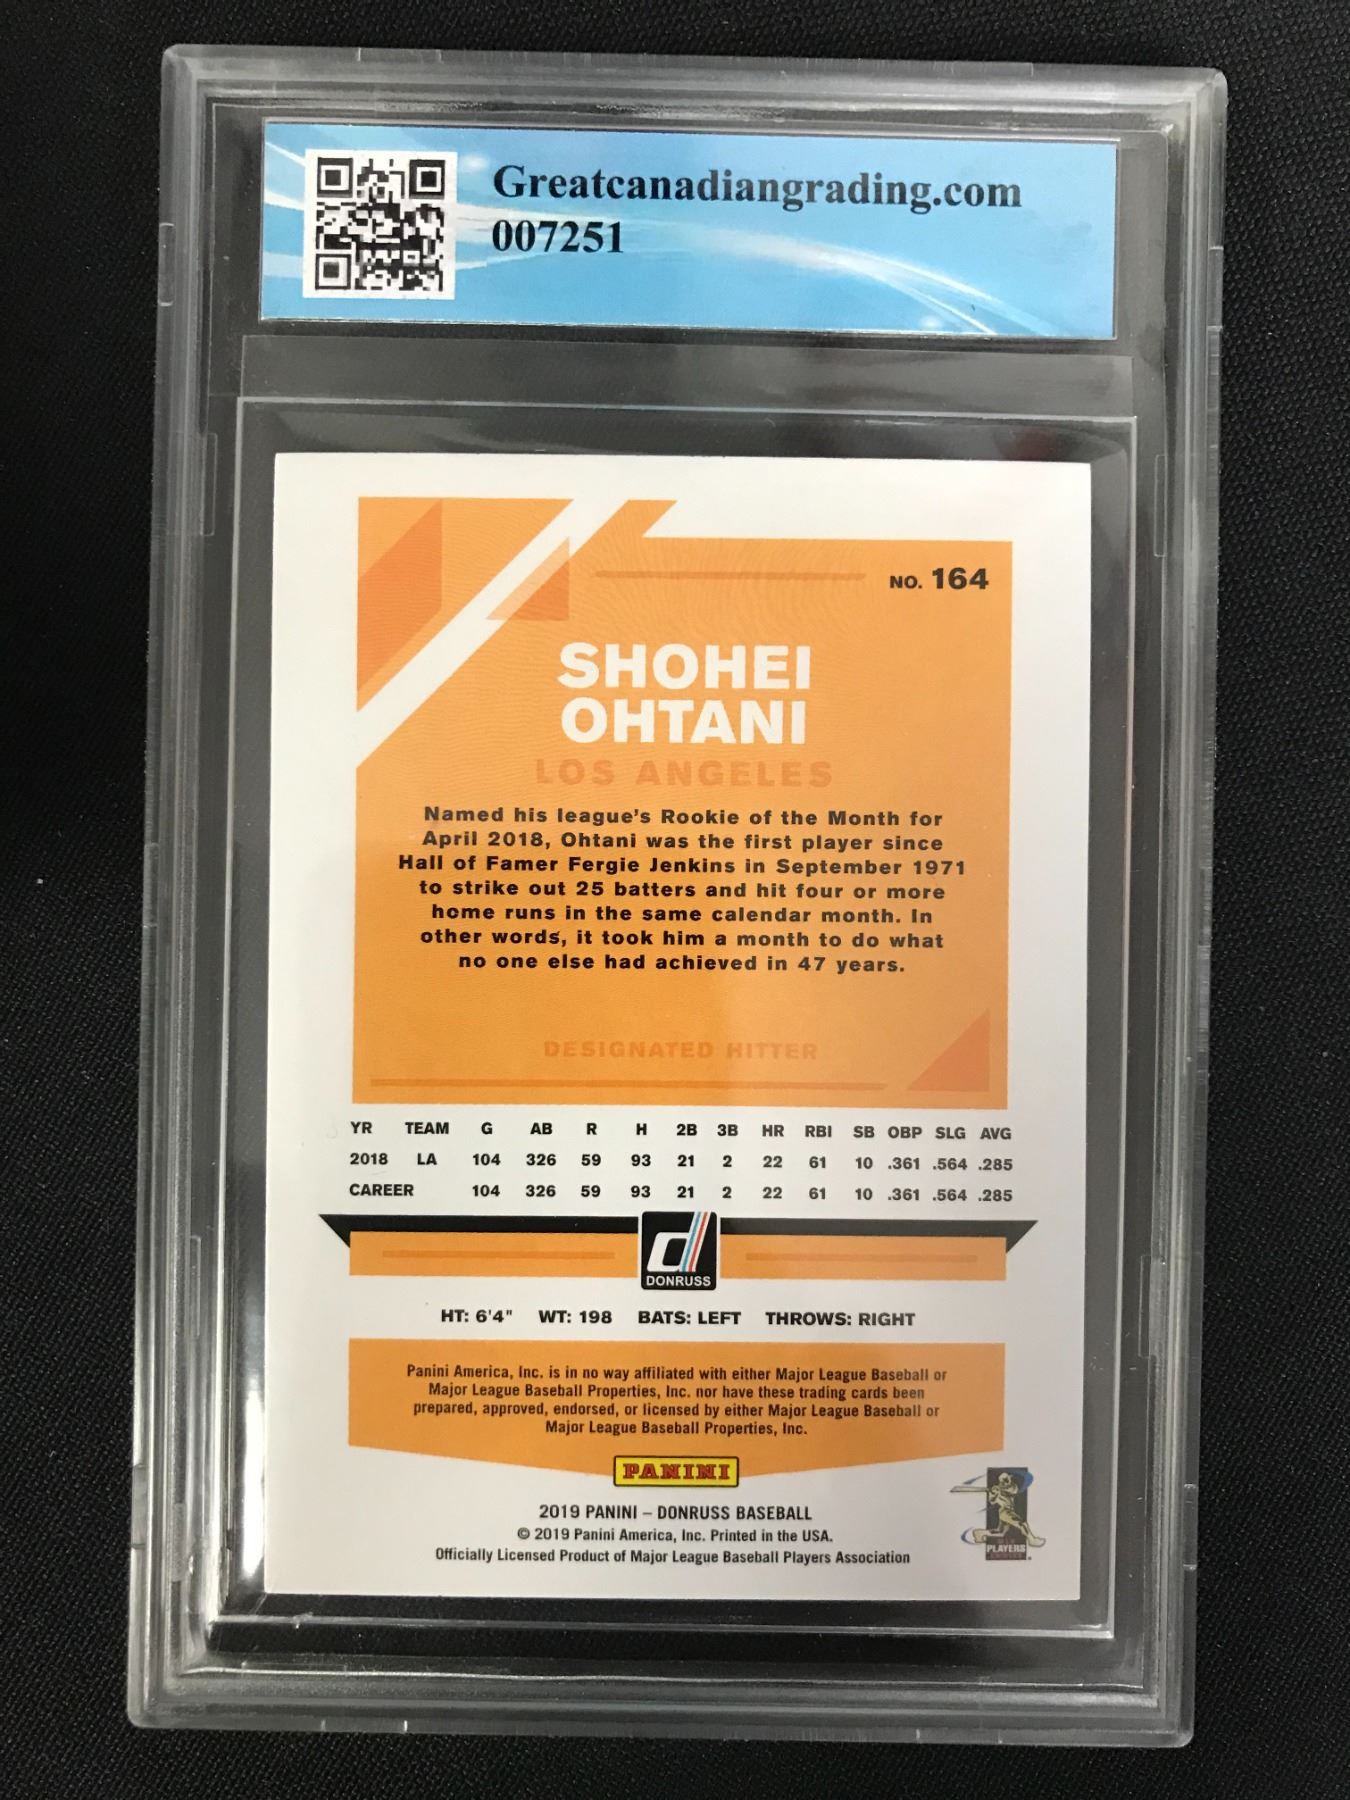 Greatcanadiangrading.com
007251
NO. 164
SHOHEI
OHTANI
LOS ANGELES
Named his league's Rookie of the Month for
April 2018, Ohtani was the first player since
Hall of Famer Fergie Jenkins in September 1971
to strike out 25 batters and hit four or more
home runs in the same calendar month. In
other words, it took him a month to do what
no one else had achieved in 47 years.
DESIGNATED HITTER
YR TEAM G AB R H 2B 3B HR RBI SB OBP SLG AVG
2018 LA 104 326 59 93 21 2 22 61 10 .361 .564 .285
CAREER 104 326 59 93 21 2 22 61 10 .361 .564 .285
DONRUSS
HT: 6'4" WT: 198 BATS: LEFT THROWS: RIGHT
Panini America, Inc. is in no way affiliated with either Major League Baseball or
Major League Baseball Properties, Inc. nor have these trading cards been
prepared, approved, endorsed, or licensed by either Major League Baseball or
Major League Baseball Properties, Inc.
PANINI
2019 PANINI – DONRUSS BASEBALL
© 2019 Panini America, Inc. Printed in the USA.
Officially Licensed Product of Major League Baseball Players Association
PLAYERS